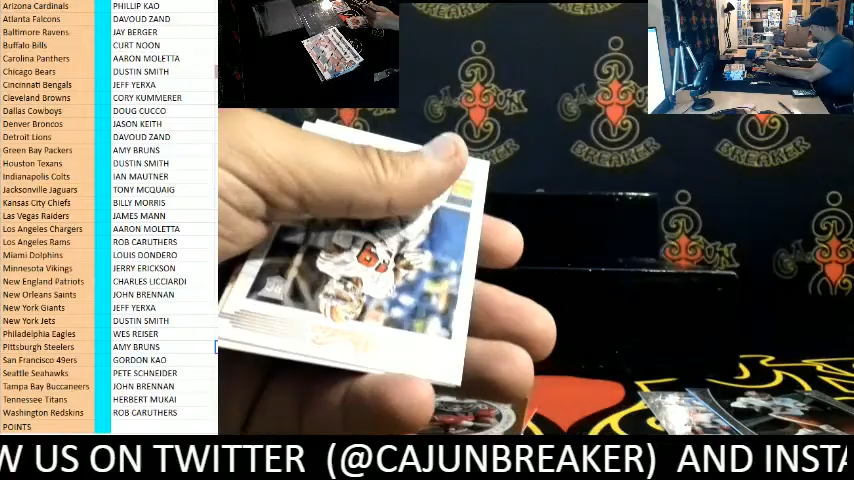 Arizona Cardinals PHILLIP KAO
Atlanta Falcons DAVOUD ZAND
Baltimore Ravens JAY BERGER
Buffalo Bills CURT NOON
Carolina Panthers AARON MOLETTA
Chicago Bears DUSTIN SMITH
Cincinnati Bengals JEFF YERXA
Cleveland Browns CORY KUMMERER
Dallas Cowboys DOUG CUCCO
Denver Broncos JASON KEITH
Detroit Lions DAVOUD ZAND
Green Bay Packers AMY BRUNS
Houston Texans DUSTIN SMITH
Indianapolis Colts IAN MAUTNER
Jacksonville Jaguars TONY MCQUAIG
Kansas City Chiefs BILLY MORRIS
Las Vegas Raiders JAMES MANN
Los Angeles Chargers AARON MOLETTA
Los Angeles Rams ROB CARUTHERS
Miami Dolphins LOUIS DONDERO
Minnesota Vikings JERRY ERICKSON
New England Patriots CHARLES LICCIARDI
New Orleans Saints JOHN BRENNAN
New York Giants JEFF YERXA
New York Jets DUSTIN SMITH
Philadelphia Eagles WES REISER
Pittsburgh Steelers AMY BRUNS
San Francisco 49ers GORDON KAO
Seattle Seahawks PETE SCHNEIDER
Tampa Bay Buccaneers JOHN BRENNAN
Tennessee Titans HERBERT MUKAI
Washington Redskins ROB CARUTHERS
POINTS
CAJUN
BREAKER
CAJUN
BREAKER
BREAKER
CAJUN
CAJUN
W US ON TWITTER (@CAJUNBREAKER) AND INSTA